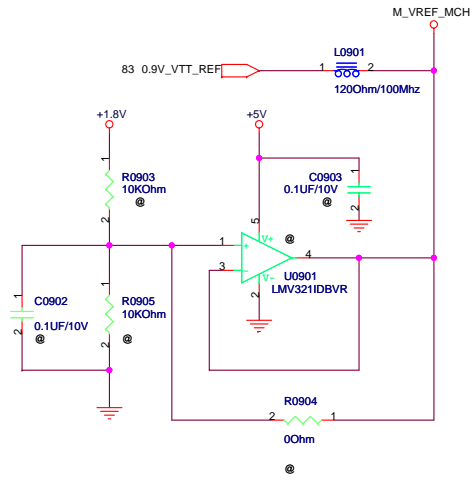 M_VREF_MCH
L0901
83 0.9V_VTT_REF
1
2
120Ohm/100Mhz
+1.8V
+5V
1
R0903
10KOhm
@
2
C0903
0.1UF/10V
@
1
2
5
V+
@
1
+
4
3
-
V-
U0901
LMV321IDBVR
2
1
C0902
0.1UF/10V
@
2
1
R0905
10KOhm
@
2
R0904
2
1
0Ohm
@